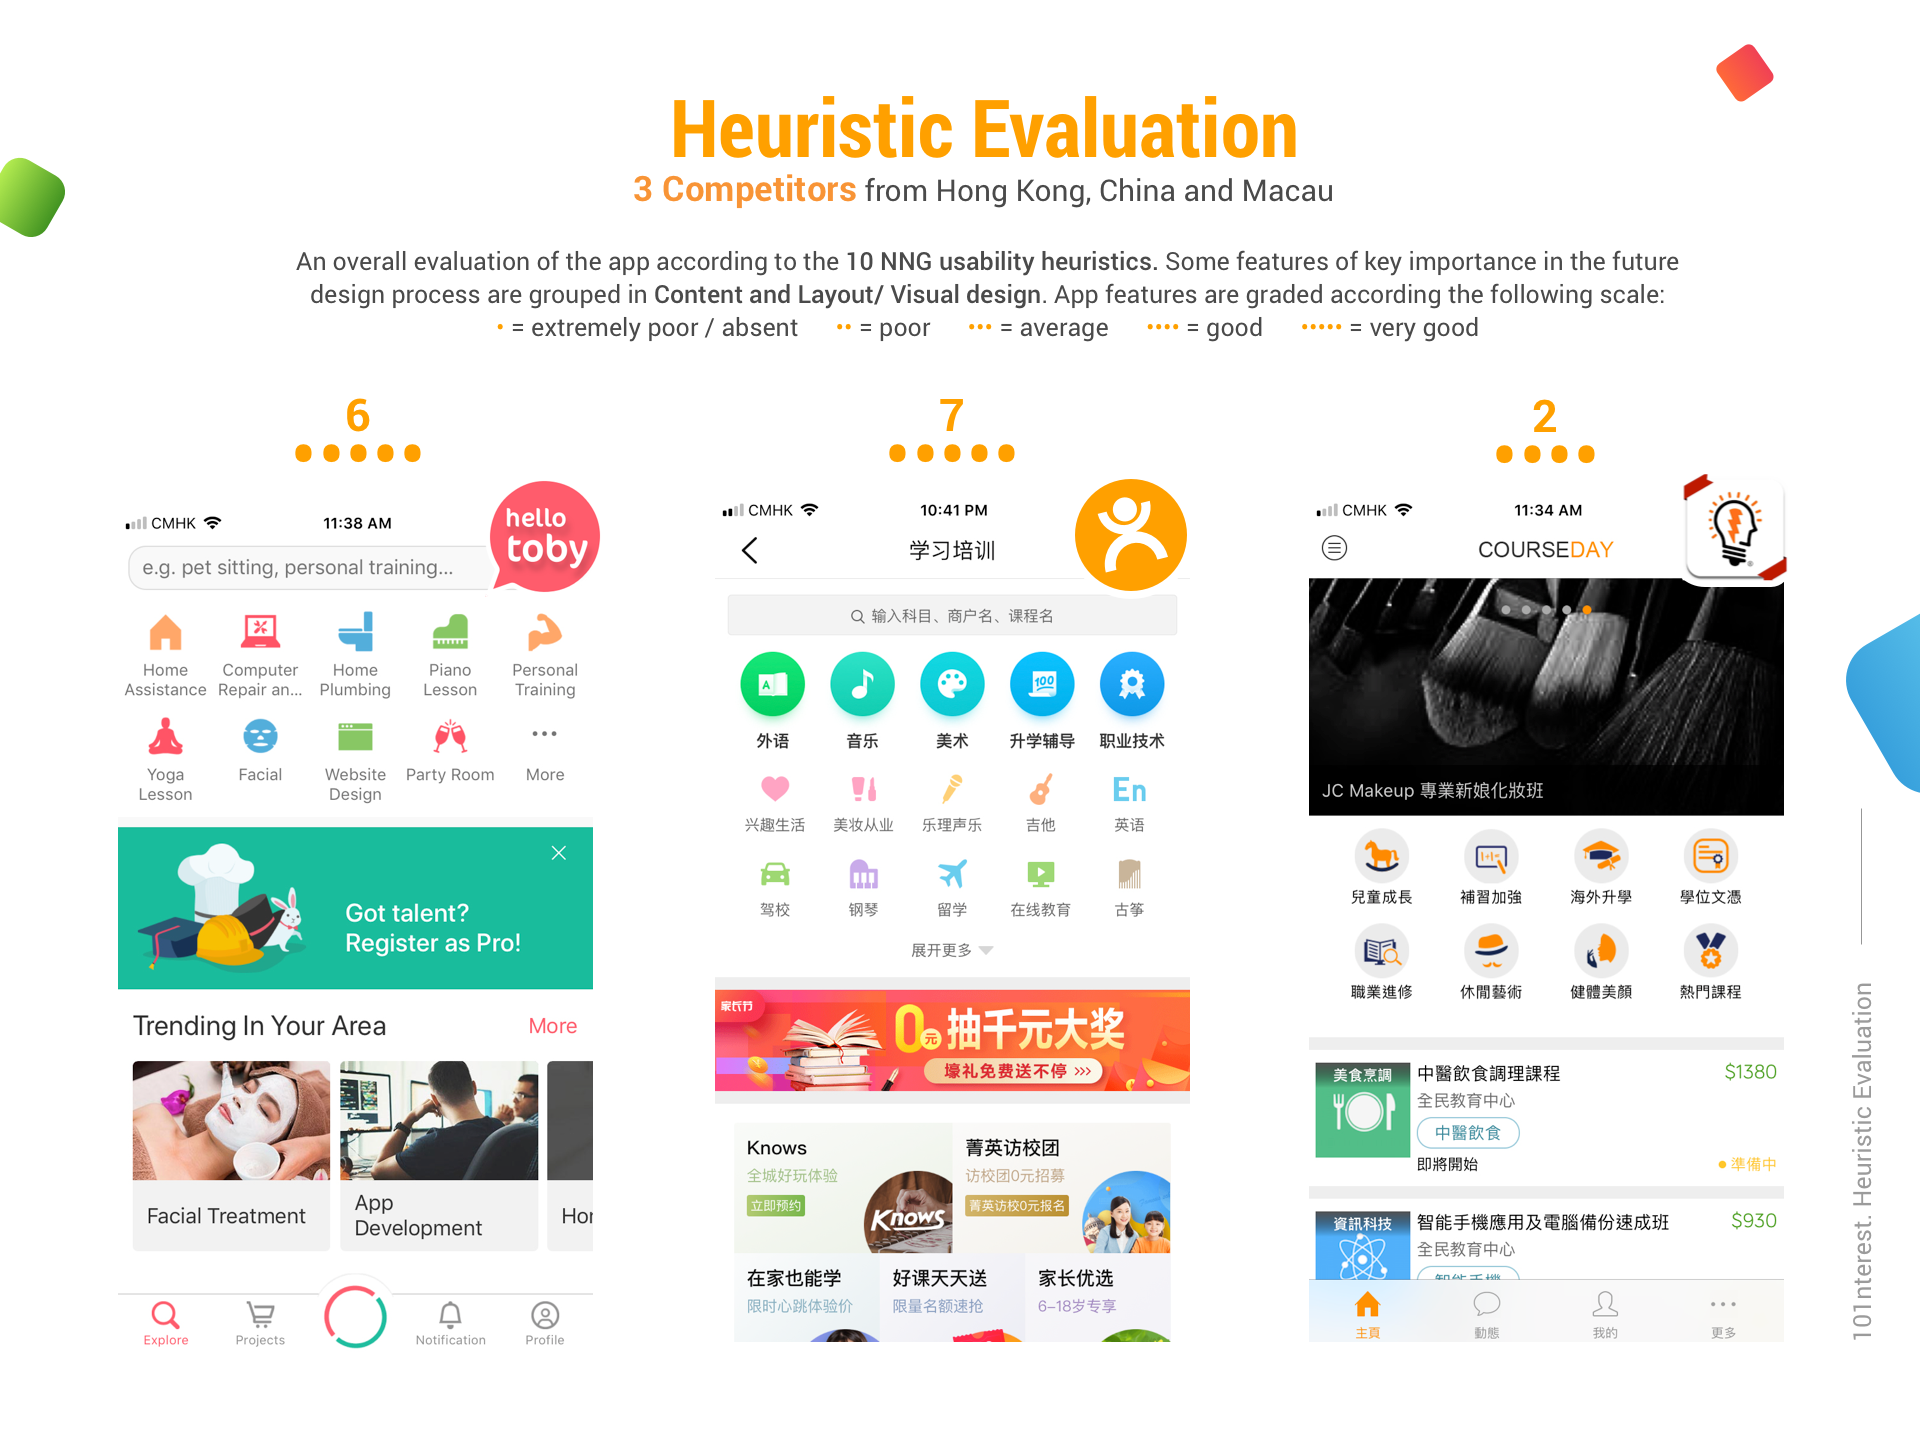 Heuristic Evaluation
3 Competitors from Hong Kong, China and Macau
An overall evaluation of the app according to the 10 NNG usability heuristics. Some features of key importance in the future
design process are grouped in Content and Layout/ Visual design. App features are graded according the following scale:
• = extremely poor / absent •• = poor ••• = average •••• = good ••••• = very good
6
CMHK 11:38 AM
hello
toby
e.g. pet sitting, personal training...
Home Assistance
Computer Repair an...
Home Plumbing
Piano Lesson
Personal Training
Yoga Lesson
Facial
Website Design
Party Room
More
Got talent?
Register as Pro!
Trending In Your Area More
Facial Treatment
App
Development
Hor
Explore Projects Notification Profile
7
CMHK 10:41 PM
学习培训
输入科目、商户名、课程名
A 100
外语 音乐 美术 升学辅导 职业技术
En
兴趣生活 美妆从业 乐理声乐 吉他 英语
驾校 钢琴 留学 在线教育 古筝
展开更多
家长节
0元抽千元大奖
壕礼免费送不停 >>>
Knows
全城好玩体验
立即预约
Knows
菁英访校团
访校团0元招募
菁英访校0元报名
在家也能学 好课天天送 家长优选
限时心跳体验价 限量名额速抢 6-18岁专享
2
CMHK 11:34 AM
COURSEDAY
JC Makeup 專業新娘化妝班
1+1=
兒童成長 補習加強 海外升學 學位文憑
職業進修 休閒藝術 健體美顏 熱門課程
美食烹調
中醫飲食調理課程 $1380
全民教育中心
中醫飲食
即將開始 準備中
資訊科技
智能手機應用及電腦備份速成班 $930
全民教育中心
智能手機
主頁 動態 我的 更多
101nterest. Heuristic Evaluation